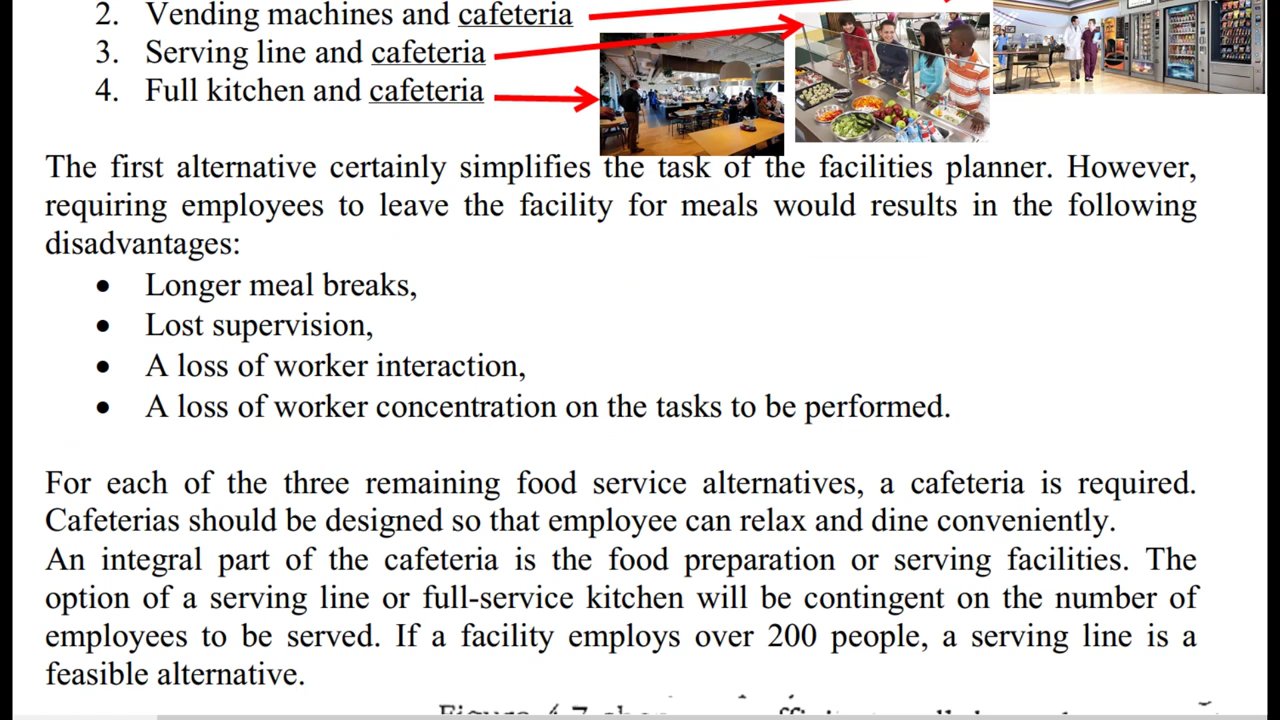 2. Vending machines and cafeteria
3. Serving line and cafeteria
4. Full kitchen and cafeteria
The first alternative certainly simplifies the task of the facilities planner. However,
requiring employees to leave the facility for meals would results in the following
disadvantages:
• Longer meal breaks,
• Lost supervision,
• A loss of worker interaction,
• A loss of worker concentration on the tasks to be performed.
For each of the three remaining food service alternatives, a cafeteria is required.
Cafeterias should be designed so that employee can relax and dine conveniently.
An integral part of the cafeteria is the food preparation or serving facilities. The
option of a serving line or full-service kitchen will be contingent on the number of
employees to be served. If a facility employs over 200 people, a serving line is a
feasible alternative.